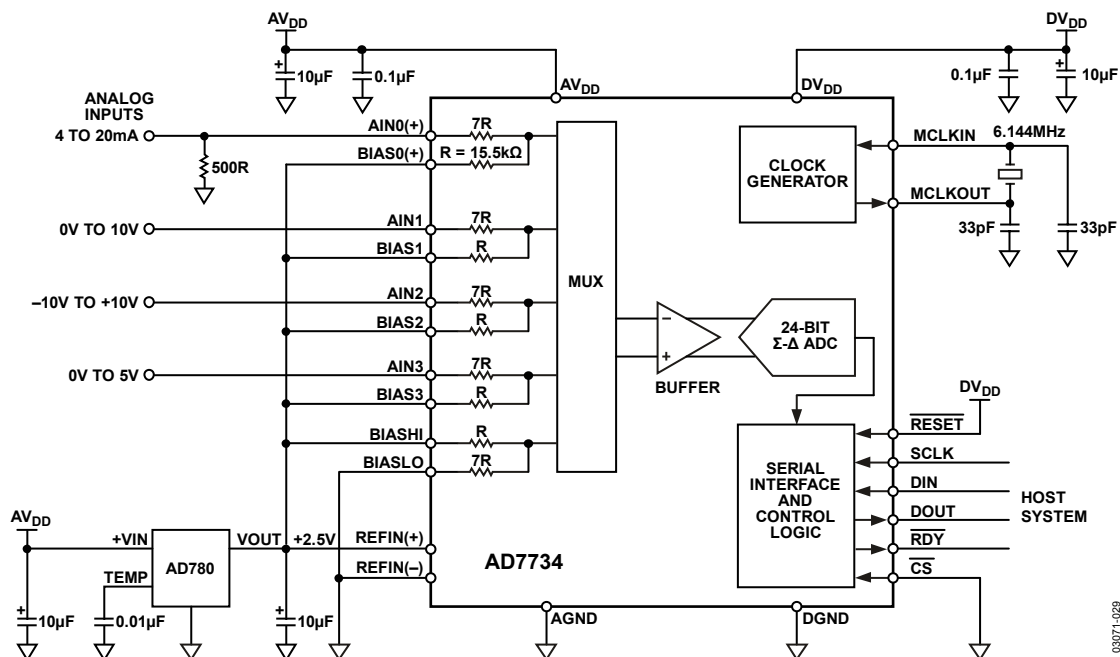 AVDD
DVDD
+
10µF
0.1µF
0.1µF
+
10µF
AVDD
DVDD
ANALOG
INPUTS
4 TO 20mA
AIN0(+)
7R
BIAS0(+)
R = 15.5kΩ
500R
MCLKIN
6.144MHz
CLOCK
GENERATOR
MCLKOUT
33pF
33pF
0V TO 10V
AIN1
7R
BIAS1
R
MUX
–10V TO +10V
AIN2
7R
BIAS2
R
–
+
BUFFER
24-BIT
Σ-Δ ADC
0V TO 5V
AIN3
7R
BIAS3
R
BIASHI
R
BIASLO
7R
DVDD
RESET
SCLK
DIN
DOUT
RDY
CS
HOST
SYSTEM
SERIAL
INTERFACE
AND
CONTROL
LOGIC
AVDD
+VIN
VOUT
+2.5V
REFIN(+)
REFIN(–)
AD780
TEMP
AD7734
+
10µF
0.01µF
+
10µF
AGND
DGND
03071-029